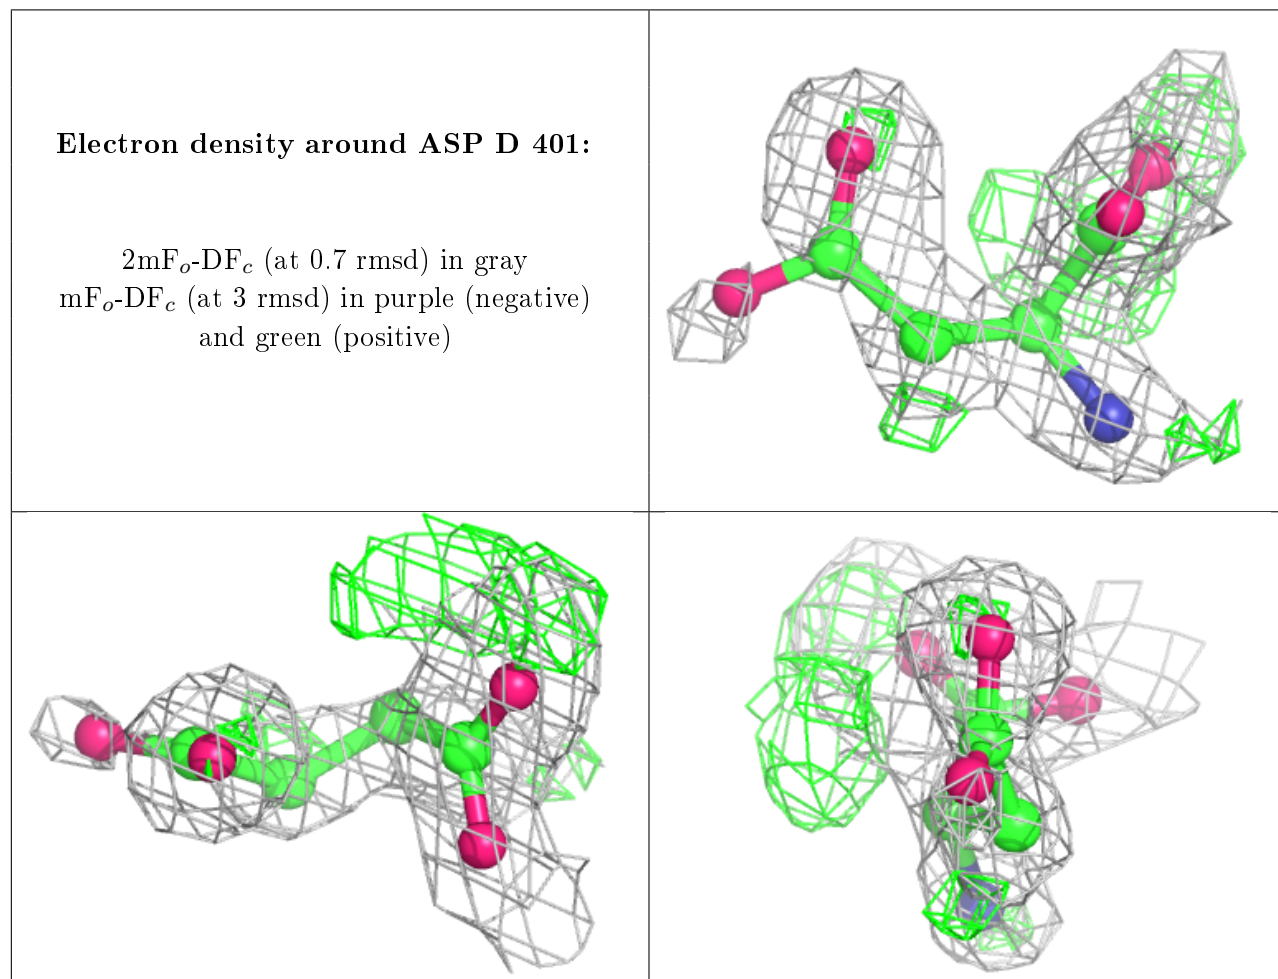 Electron density around ASP D 401:
2mFo-DFc (at 0.7 rmsd) in gray
mFo-DFc (at 3 rmsd) in purple (negative)
and green (positive)